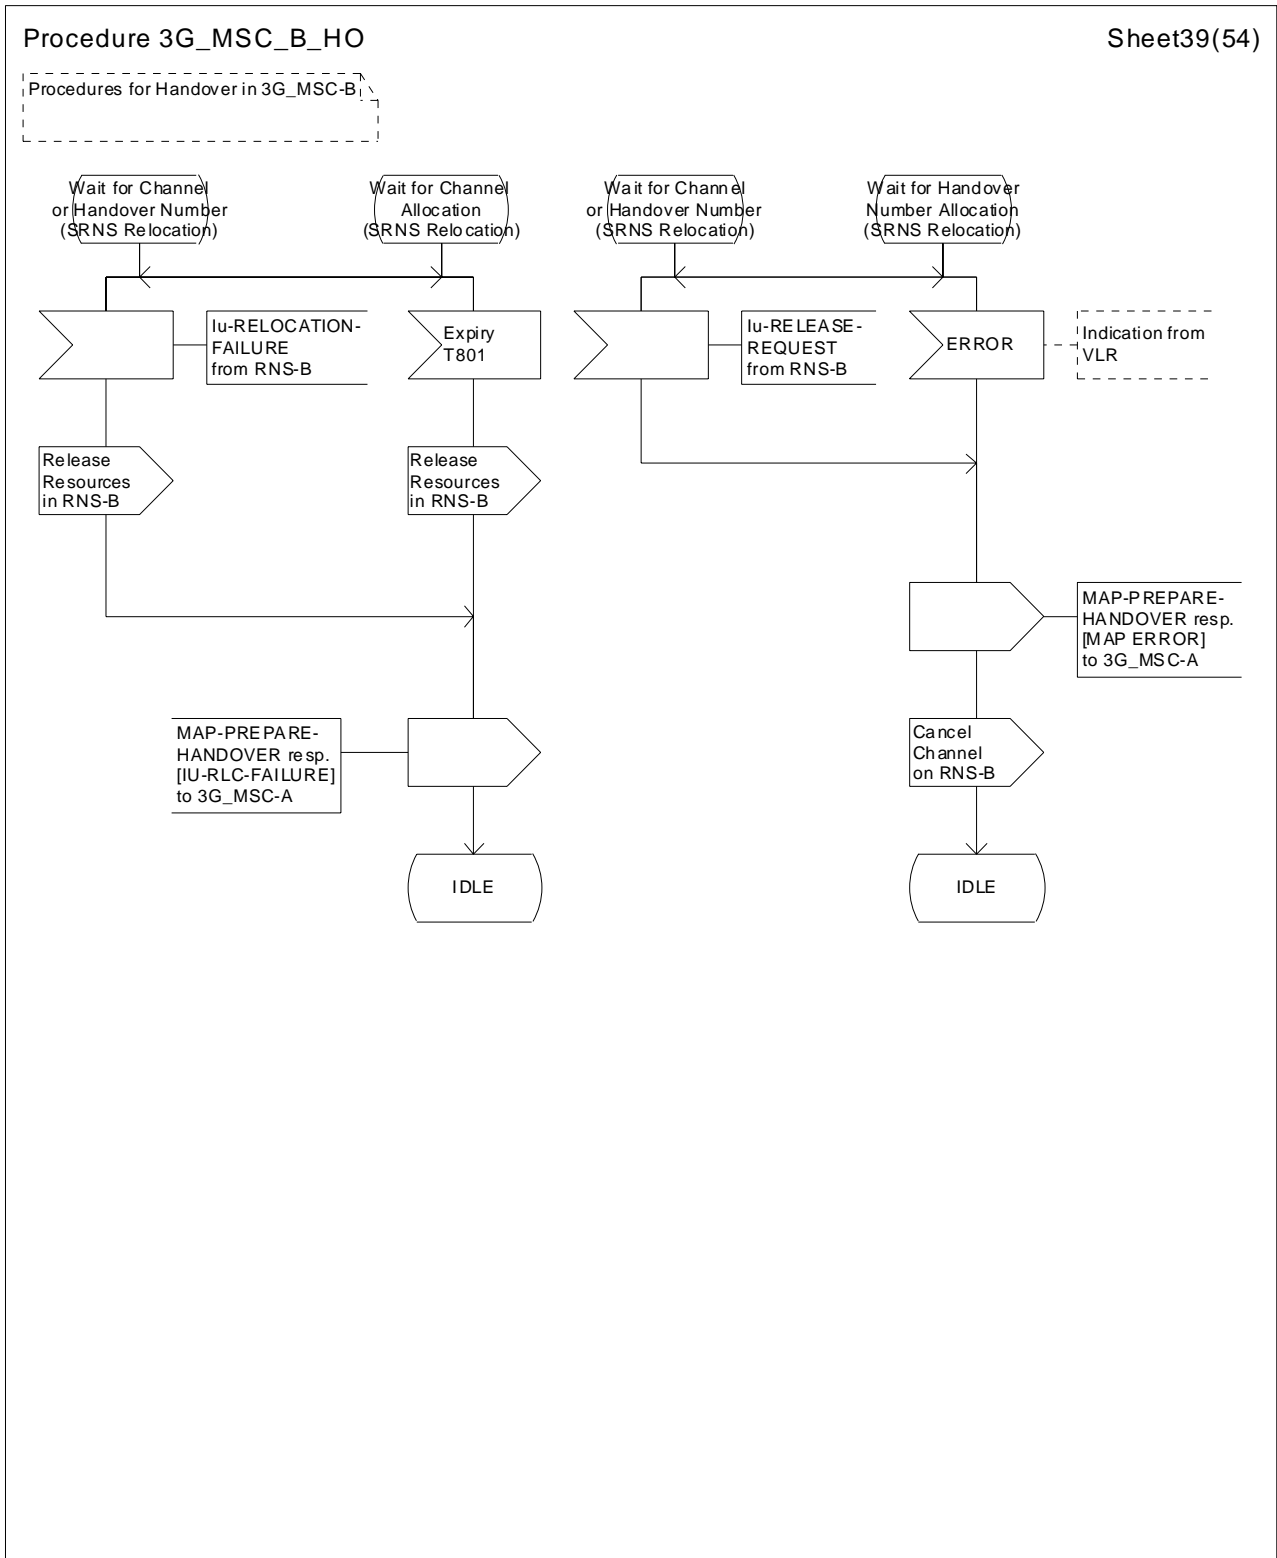 Procedure 3G_MSC_B_HO
Sheet39(54)
Procedures for Handover in 3G_MSC-B
Wait for Channel
or Handover Number
(SRNS Relocation)
Wait for Channel
Allocation
(SRNS Relocation)
Wait for Channel
or Handover Number
(SRNS Relocation)
Wait for Handover
Number Allocation
(SRNS Relocation)
Iu-RELOCATION-
FAILURE
from RNS-B
Expiry
T801
Iu-RELEASE-
REQUEST
from RNS-B
ERROR
Indication from
VLR
Release
Resources
in RNS-B
Release
Resources
in RNS-B
MAP-PREPARE-
HANDOVER resp.
[MAP ERROR]
to 3G_MSC-A
MAP-PREPARE-
HANDOVER resp.
[IU-RLC-FAILURE]
to 3G_MSC-A
Cancel
Channel
on RNS-B
IDLE
IDLE